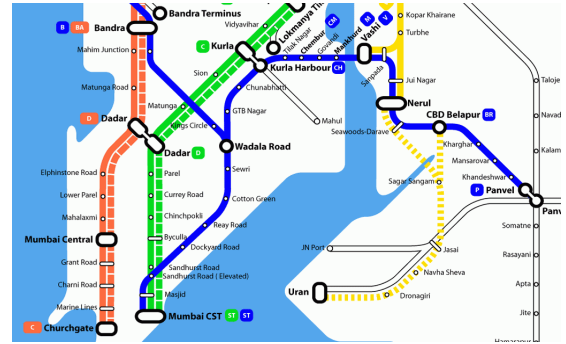 Bandra Terminus
B
BA
Bandra
Vidyavihar
Mahim Junction
C
Kurla
Tilak Nagar
Chembur
CH
Govandi
Mankhurd
Vashi
M
V
Kopar Khairane
Turbhe
Sanpada
Kurla Harbour
CH
Sion
Chunabhatti
Matunga Road
Matunga
Jui Nagar
Taloje
GTB Nagar
Mahul
Nerul
CBD Belapur
BR
D
Dadar
Kings Circle
Seawoods-Darave
Dadar
D
Wadala Road
Kharghar
Mansarovar
Khandeshwar
Elphinstone Road
Parel
Sewri
Sagar Sangam
P
Panvel
Lower Parel
Currey Road
Cotton Green
Mahalaxmi
Chinchpokli
Reay Road
Somatne
Mumbai Central
Byculla
Dockyard Road
JN Port
Jasai
Rasayani
Grant Road
Sandhurst Road
Sandhurst Road (Elevated)
Navha Sheva
Charni Road
Masjid
Uran
Dronagiri
Apta
Marine Lines
Mumbai CST
ST
ST
Jite
C
Churchgate